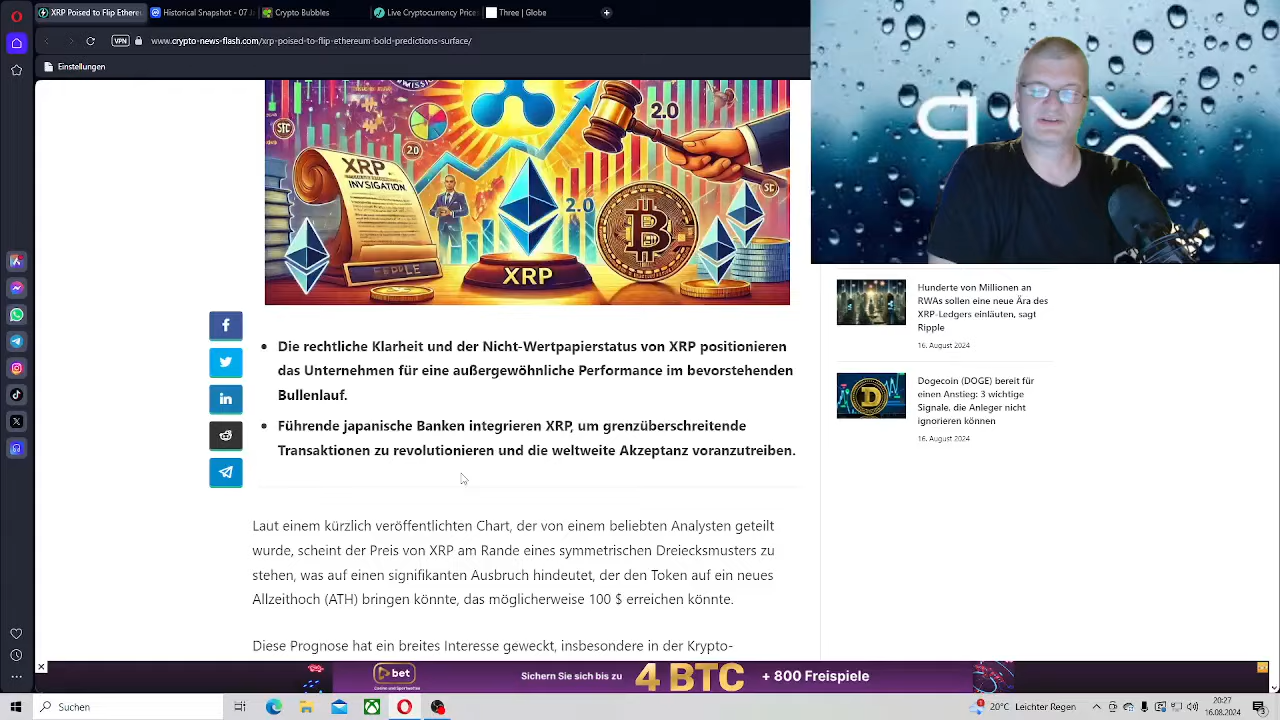 XRP Poised to Flip Ethere
Historical Snapshot - 07 J
Crypto Bubbles
Live Cryptocurrency Price
Three | Globe
VPN
www.crypto-news-flash.com/xrp-poised-to-flip-ethereum-bold-predictions-surface/
Einstellungen
2.0
STC
2.0
XRP
INVSIGATION
SC
2.0
XRP
Hunderte von Millionen an
RWAs sollen eine neue Ära des
XRP-Ledgers einläuten, sagt
Ripple
16. August 2024
Die rechtliche Klarheit und der Nicht-Wertpapierstatus von XRP positionieren
das Unternehmen für eine außergewöhnliche Performance im bevorstehenden
Bullenlauf.
Dogecoin (DOGE) bereit für
einen Anstieg: 3 wichtige
Signale, die Anleger nicht
ignorieren können
16. August 2024
Führende japanische Banken integrieren XRP, um grenzüberschreitende
Transaktionen zu revolutionieren und die weltweite Akzeptanz voranzutreiben.
Laut einem kürzlich veröffentlichten Chart, der von einem beliebten Analysten geteilt
wurde, scheint der Preis von XRP am Rande eines symmetrischen Dreiecksmusters zu
stehen, was auf einen signifikanten Ausbruch hindeutet, der den Token auf ein neues
Allzeithoch (ATH) bringen könnte, das möglicherweise 100 $ erreichen könnte.
Diese Prognose hat ein breites Interesse geweckt, insbesondere in der Krypto-
bet
Sichern Sie sich bis zu 4 BTC + 800 Freispiele
Suchen
20°C Leichter Regen
20:27
16.08.2024